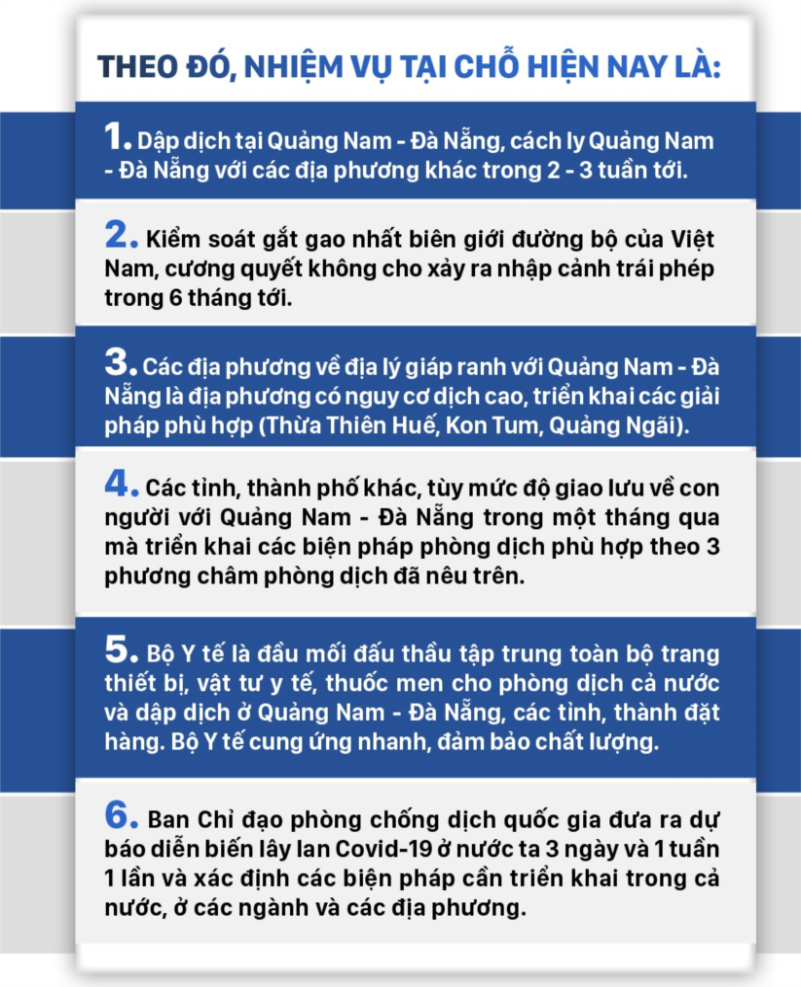 THEO ĐÓ, NHIỆM VỤ TẠI CHỖ HIỆN NAY LÀ:
1. Dập dịch tại Quảng Nam - Đà Nẵng, cách ly Quảng Nam
- Đà Nẵng với các địa phương khác trong 2 - 3 tuần tới.
2. Kiểm soát gắt gao nhất biên giới đường bộ của Việt
Nam, cương quyết không cho xảy ra nhập cảnh trái phép
trong 6 tháng tới.
3. Các địa phương về địa lý giáp ranh với Quảng Nam - Đà
Nẵng là địa phương có nguy cơ dịch cao, triển khai các giải
pháp phù hợp (Thừa Thiên Huế, Kon Tum, Quảng Ngãi).
4. Các tỉnh, thành phố khác, tùy mức độ giao lưu về con
người với Quảng Nam - Đà Nẵng trong một tháng qua
mà triển khai các biện pháp phòng dịch phù hợp theo 3
phương châm phòng dịch đã nêu trên.
5. Bộ Y tế là đầu mối đấu thầu tập trung toàn bộ trang
thiết bị, vật tư y tế, thuốc men cho phòng dịch cả nước
và dập dịch ở Quảng Nam - Đà Nẵng, các tỉnh, thành đặt
hàng. Bộ Y tế cung ứng nhanh, đảm bảo chất lượng.
6. Ban Chỉ đạo phòng chống dịch quốc gia đưa ra dự
báo diễn biến lây lan Covid-19 ở nước ta 3 ngày và 1 tuần
1 lần và xác định các biện pháp cần triển khai trong cả
nước, ở các ngành và các địa phương.